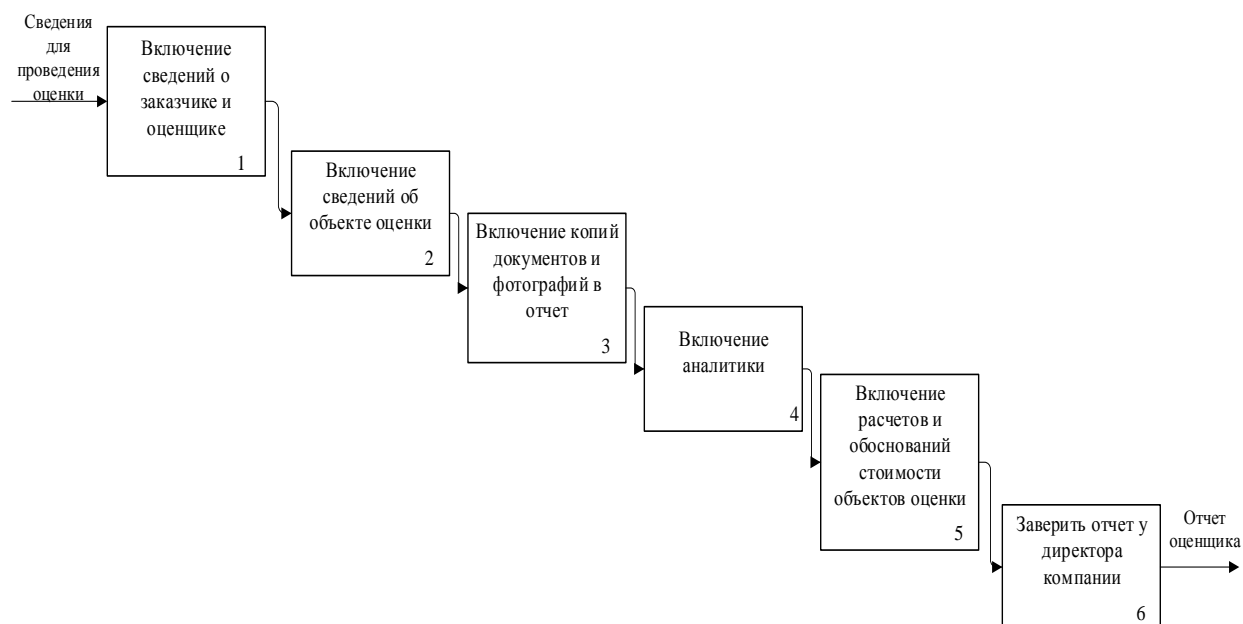 Сведения
для
проведения
оценки
Включение
сведений о
заказчике и
оценщике
1
Включение
сведений об
объекте оценки
2
Включение копий
документов и
фотографий в
отчет
3
Включение
аналитики
4
Включение
расчетов и
обоснований
стоимости
объектов оценки
5
Заверить отчет у
директора
компании
6
Отчет
оценщика